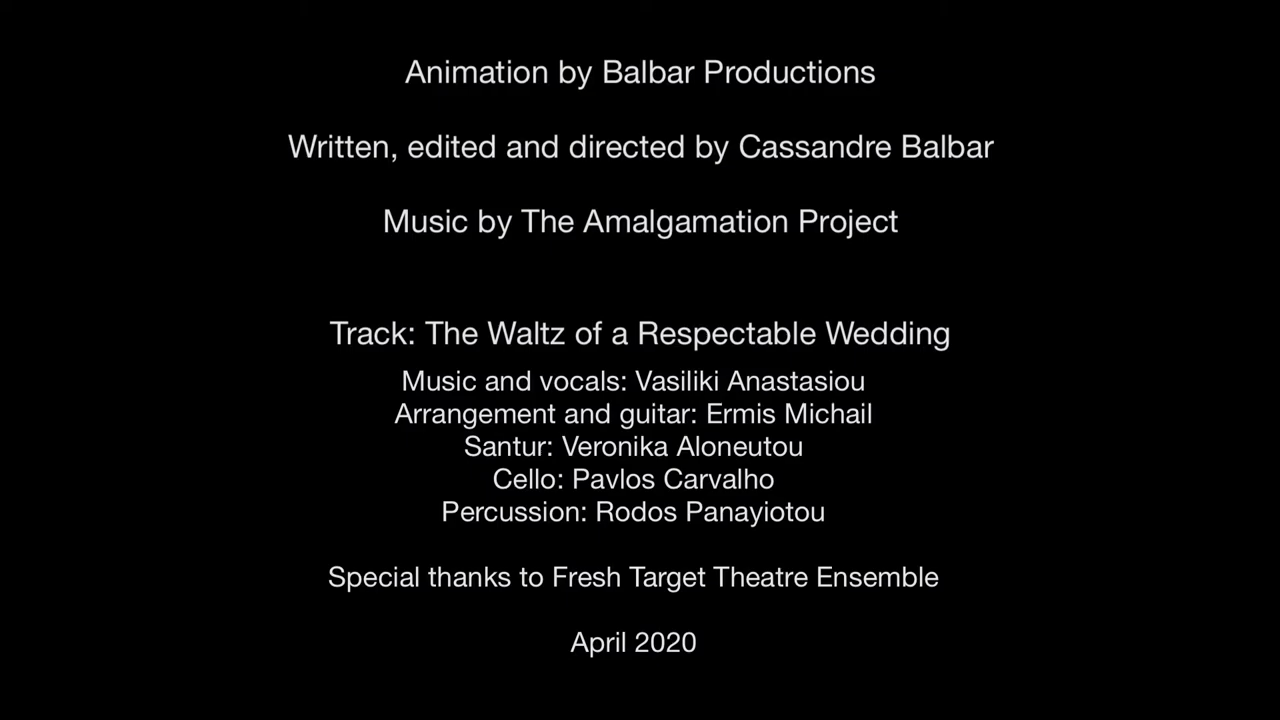 Animation by Balbar Productions
Written, edited and directed by Cassandre Balbar
Music by The Amalgamation Project
Track: The Waltz of a Respectable Wedding
Music and vocals: Vasiliki Anastasiou
Arrangement and guitar: Ermis Michail
Santur: Veronika Aloneutou
Cello: Pavlos Carvalho
Percussion: Rodos Panayiotou
Special thanks to Fresh Target Theatre Ensemble
April 2020